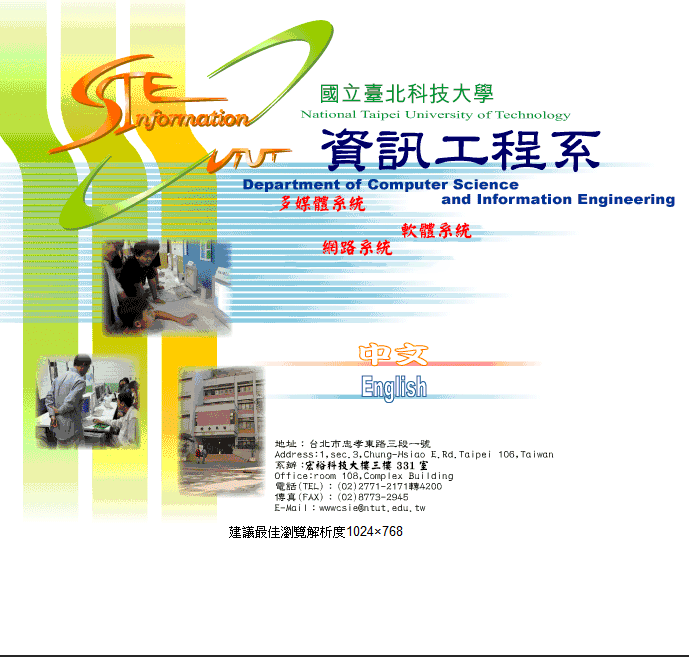 CSIE
Information
NTUT
國立臺北科技大學
National Taipei University of Technology
資訊工程系
Department of Computer Science
and Information Engineering
多媒體系統
軟體系統
網路系統
中文
English
地址：台北市忠孝東路三段一號
Address:1,sec.3,Chung-Hsiao E.Rd.Taipei 106,Taiwan
系辦：宏裕科技大樓三樓 331 室
Office:room 108,Complex Building
電話(TEL)：(02)2771-2171轉4200
傳真(FAX)：(02)8773-2945
E-Mail：wwwcsie@ntut.edu.tw
建議最佳瀏覽解析度1024×768